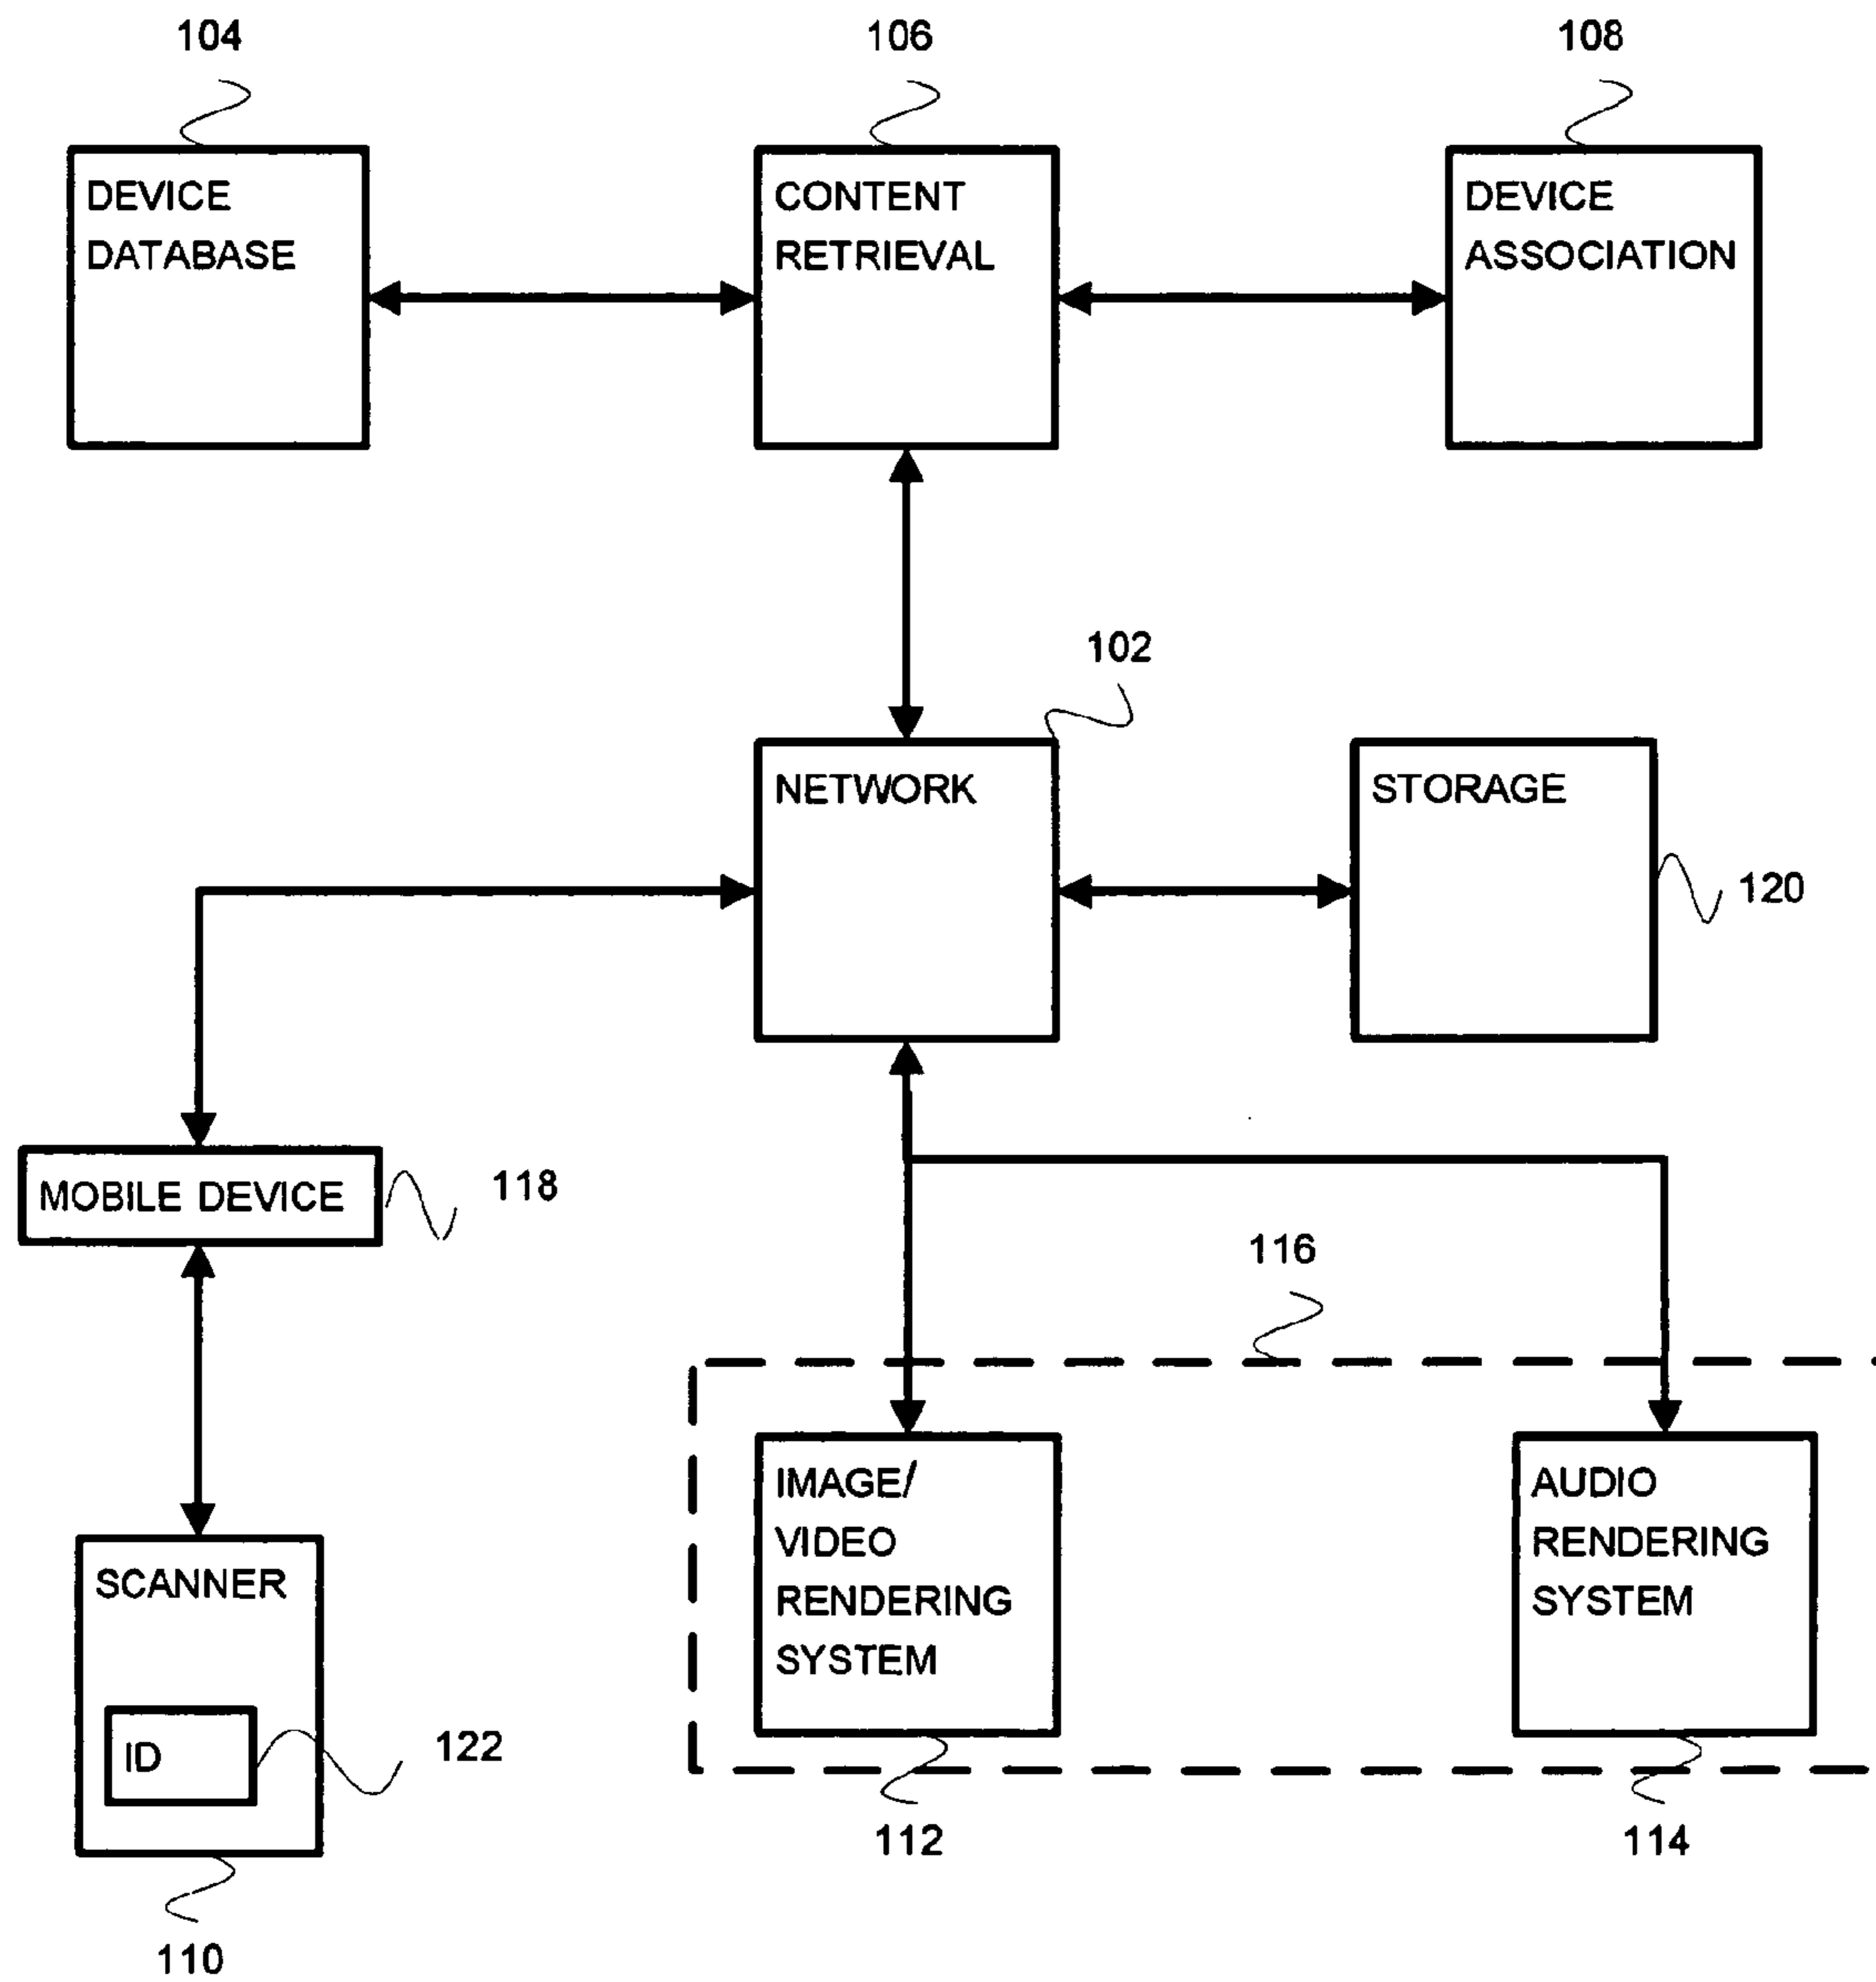 104
106
108
DEVICE
DATABASE
CONTENT
RETRIEVAL
DEVICE
ASSOCIATION
102
NETWORK
STORAGE
120
MOBILE DEVICE
118
116
IMAGE/
VIDEO
RENDERING
SYSTEM
AUDIO
RENDERING
SYSTEM
SCANNER
ID
122
112
114
110